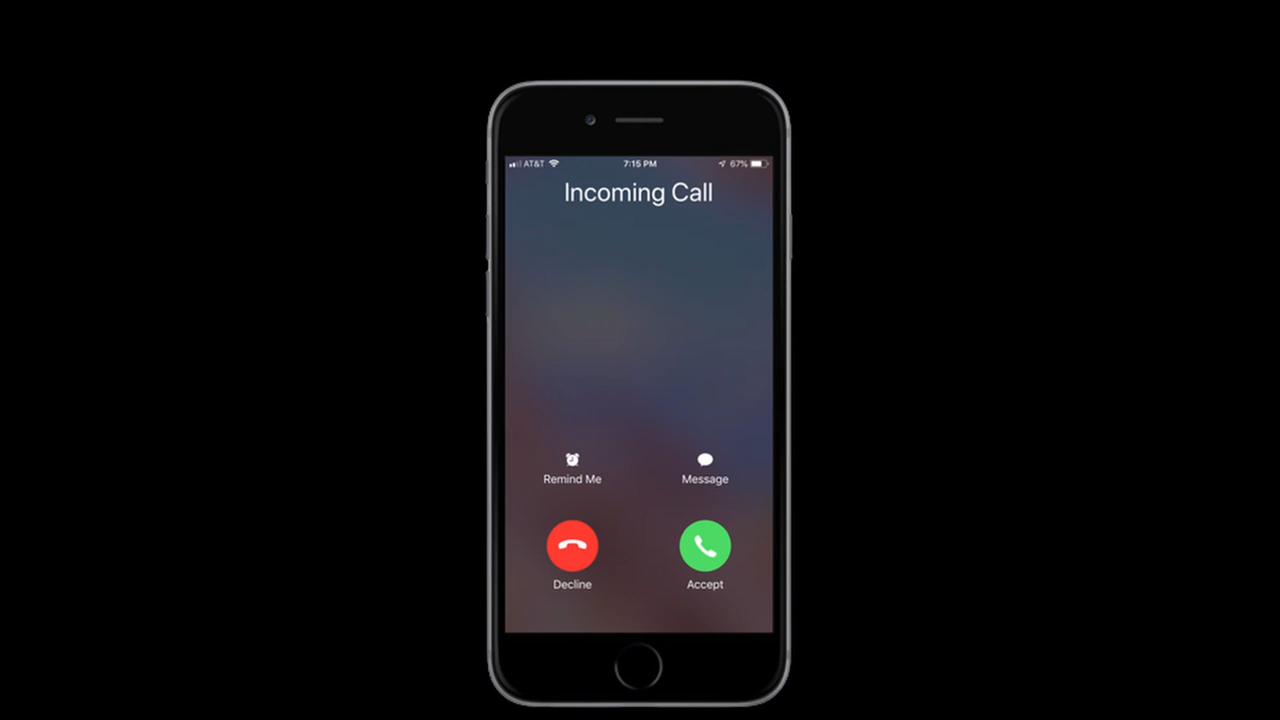 AT&T 7:15 PM 67%
Incoming Call
Remind Me Message
Decline Accept